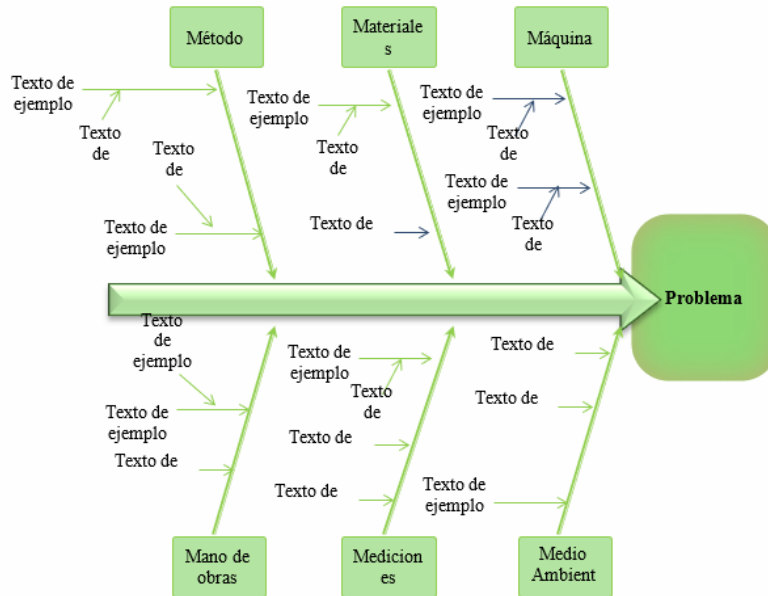 Método
Materiale
s
Máquina
Texto de
ejemplo
Texto
de
Texto
de
Texto de
ejemplo
Texto de
ejemplo
Texto
de
Texto de
Texto de
ejemplo
Texto
de
Texto de
ejemplo
Texto
de
Problema
Texto
de
ejemplo
Texto de
ejemplo
Texto de
Texto de
ejemplo
Texto
de
Texto de
Texto de
Texto de
Texto de
Texto de
ejemplo
Mano de
obras
Medicion
es
Medio
Ambient